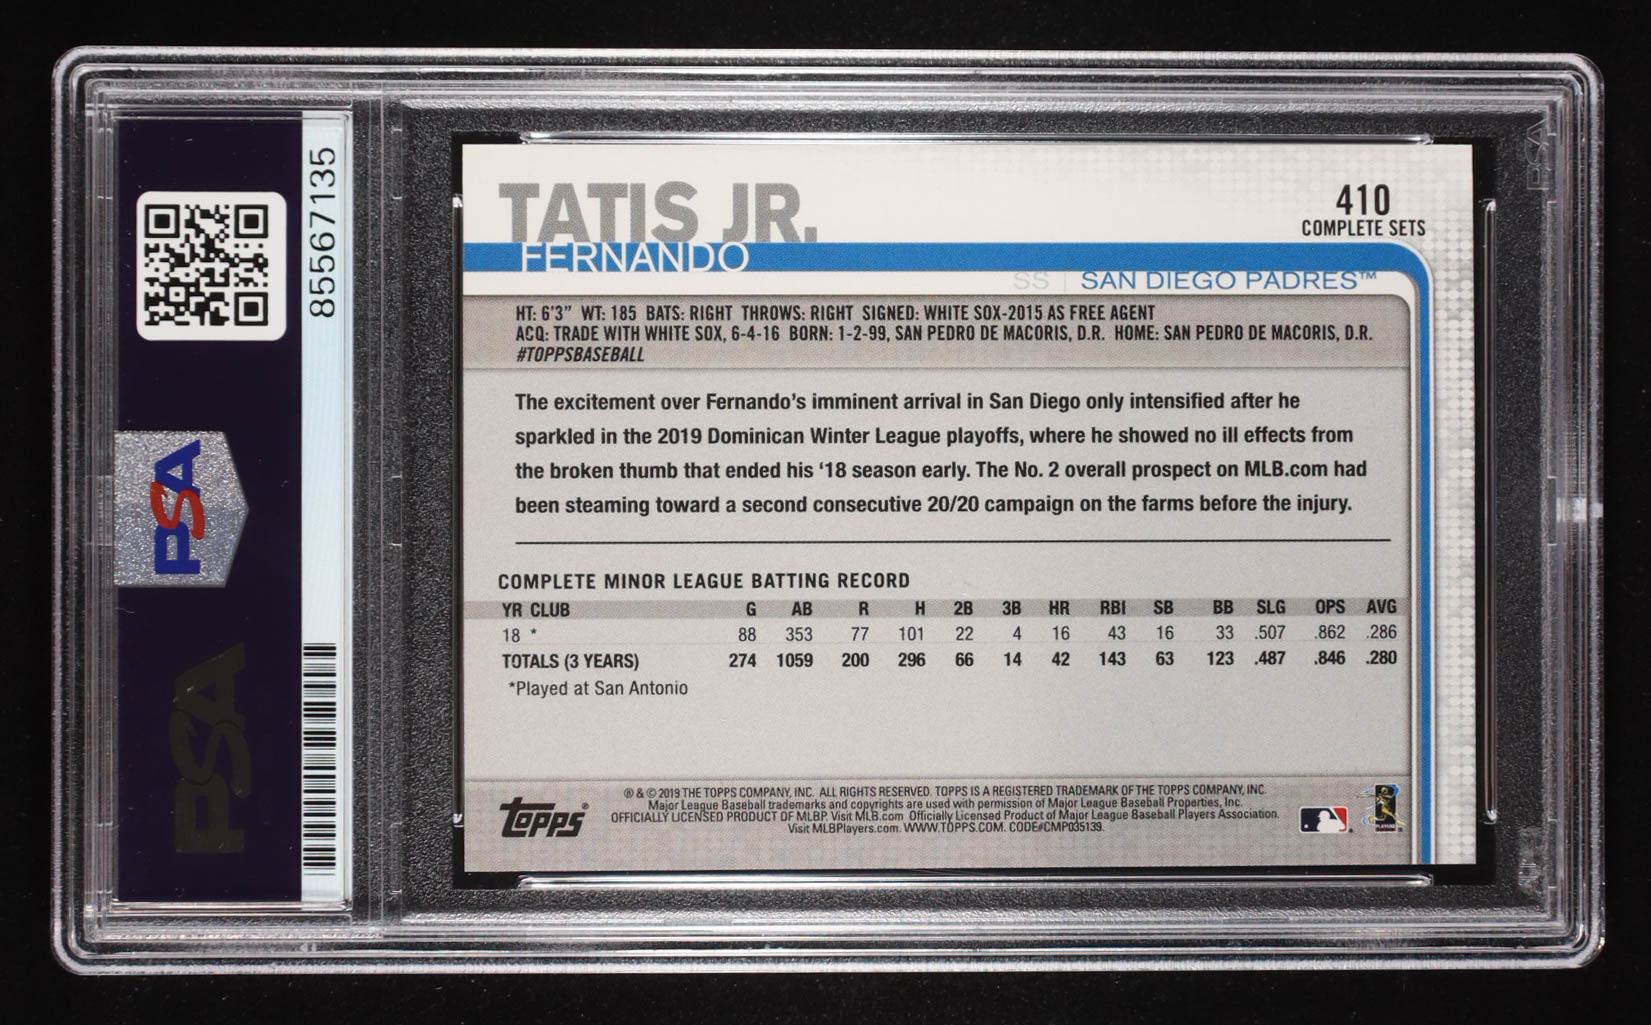 85567135
PSA
PSA
PSA
TATIS JR.
FERNANDO
410
COMPLETE SETS
SS | SAN DIEGO PADRES™
HT: 6'3" WT: 185 BATS: RIGHT THROWS: RIGHT SIGNED: WHITE SOX-2015 AS FREE AGENT
ACQ: TRADE WITH WHITE SOX, 6-4-16 BORN: 1-2-99, SAN PEDRO DE MACORIS, D.R. HOME: SAN PEDRO DE MACORIS, D.R.
#TOPPSBASEBALL
The excitement over Fernando's imminent arrival in San Diego only intensified after he
sparkled in the 2019 Dominican Winter League playoffs, where he showed no ill effects from
the broken thumb that ended his '18 season early. The No. 2 overall prospect on MLB.com had
been steaming toward a second consecutive 20/20 campaign on the farms before the injury.
COMPLETE MINOR LEAGUE BATTING RECORD
YR CLUB G AB R H 2B 3B HR RBI SB BB SLG OPS AVG
18 * 88 353 77 101 22 4 16 43 16 33 .507 .862 .286
TOTALS (3 YEARS) 274 1059 200 296 66 14 42 143 63 123 .487 .846 .280
*Played at San Antonio
Topps®
® & © 2019 THE TOPPS COMPANY, INC. ALL RIGHTS RESERVED. TOPPS IS A REGISTERED TRADEMARK OF THE TOPPS COMPANY, INC.
Major League Baseball trademarks and copyrights are used with permission of Major League Baseball Properties, Inc.
OFFICIALLY LICENSED PRODUCT OF MLBP. Visit MLB.com Officially Licensed Product of Major League Baseball Players Association.
Visit MLBPlayers.com. WWW.TOPPS.COM. CODE#CMP035139.